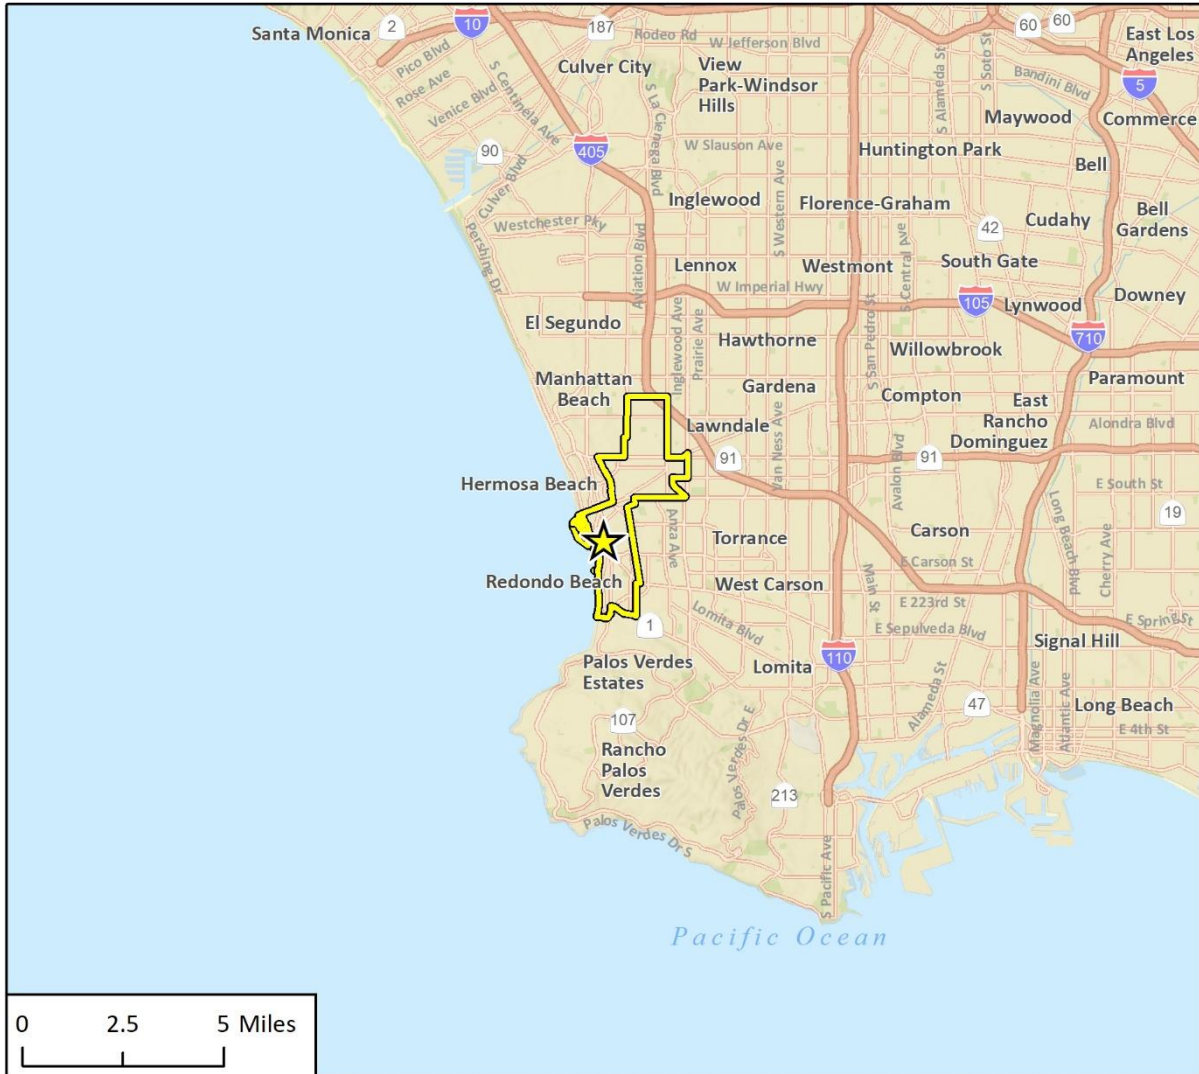 Santa Monica
2
10
187
Rodeo Rd
W Jefferson Blvd
60
60
East Los
Angeles
Pico Blvd
Rose Ave
Venice Blvd
S Centinela Ave
Culver City
S La Cienega Blvd
View
Park-Windsor
Hills
S Alameda St
S Soto St
Bandini Blvd
5
Maywood
Commerce
90
405
W Slauson Ave
Huntington Park
Bell
Culver Blvd
Inglewood
S Western Ave
Florence-Graham
Cudahy
Bell
Gardens
Westchester Pky
42
Pershing Dr
Aviation Blvd
Lennox
Westmont
S Central Ave
South Gate
W Imperial Hwy
105
Lynwood
Downey
El Segundo
Inglewood Ave
Prairie Ave
Hawthorne
S San Pedro St
Willowbrook
710
Manhattan
Beach
Gardena
Compton
East
Rancho
Dominguez
Paramount
Lawndale
Van Ness Ave
Alondra Blvd
91
Avalon Blvd
91
Hermosa Beach
E South St
Long Beach Blvd
Cherry Ave
19
Anza Ave
Torrance
Carson
Redondo Beach
West Carson
Main St
E Carson St
E 223rd St
E Spring St
1
Lomita Blvd
E Sepulveda Blvd
Signal Hill
Palos Verdes
Estates
Lomita
110
Alameda St
47
Magnolia Ave
Atlantic Ave
Long Beach
E 4th St
107
Palos Verdes Dr E
Rancho
Palos
Verdes
213
Palos Verdes Dr S
S Pacific Ave
Pacific Ocean
0 2.5 5 Miles